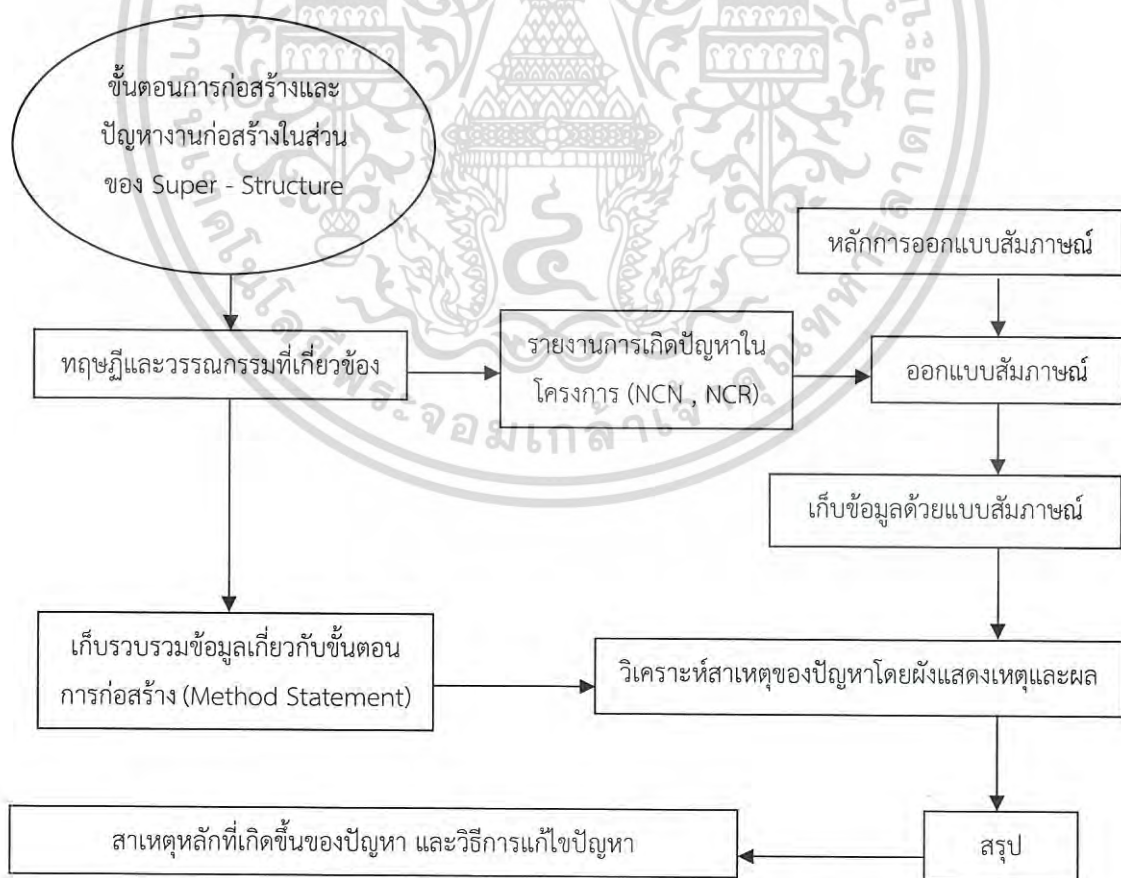 ขั้นตอนการก่อสร้างและ
ปัญหางานก่อสร้างในส่วน
ของ Super - Structure
หลักการออกแบบสัมภาษณ์
ทฤษฎีและวรรณกรรมที่เกี่ยวข้อง
รายงานการเกิดปัญหาใน
โครงการ (NCN , NCR)
ออกแบบสัมภาษณ์
เก็บข้อมูลด้วยแบบสัมภาษณ์
เก็บรวบรวมข้อมูลเกี่ยวกับขั้นตอน
การก่อสร้าง (Method Statement)
วิเคราะห์สาเหตุของปัญหาโดยผังแสดงเหตุและผล
สาเหตุหลักที่เกิดขึ้นของปัญหา และวิธีการแก้ไขปัญหา
สรุป